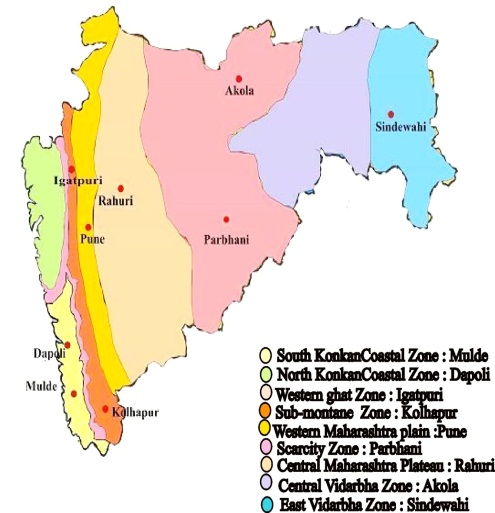 Akola
Sindewahi
Igatpuri
Rahuri
Pune
Parbhani
Dapoli
Mulde
Kolhapur
South KonkanCoastal Zone : Mulde
North KonkanCoastal Zone : Dapoli
Western ghat Zone : Igatpuri
Sub-montane Zone : Kolhapur
Western Maharashtra plain :Pune
Scarcity Zone : Parbhani
Central Maharashtra Plateau : Rahuri
Central Vidarbha Zone : Akola
East Vidarbha Zone : Sindewahi